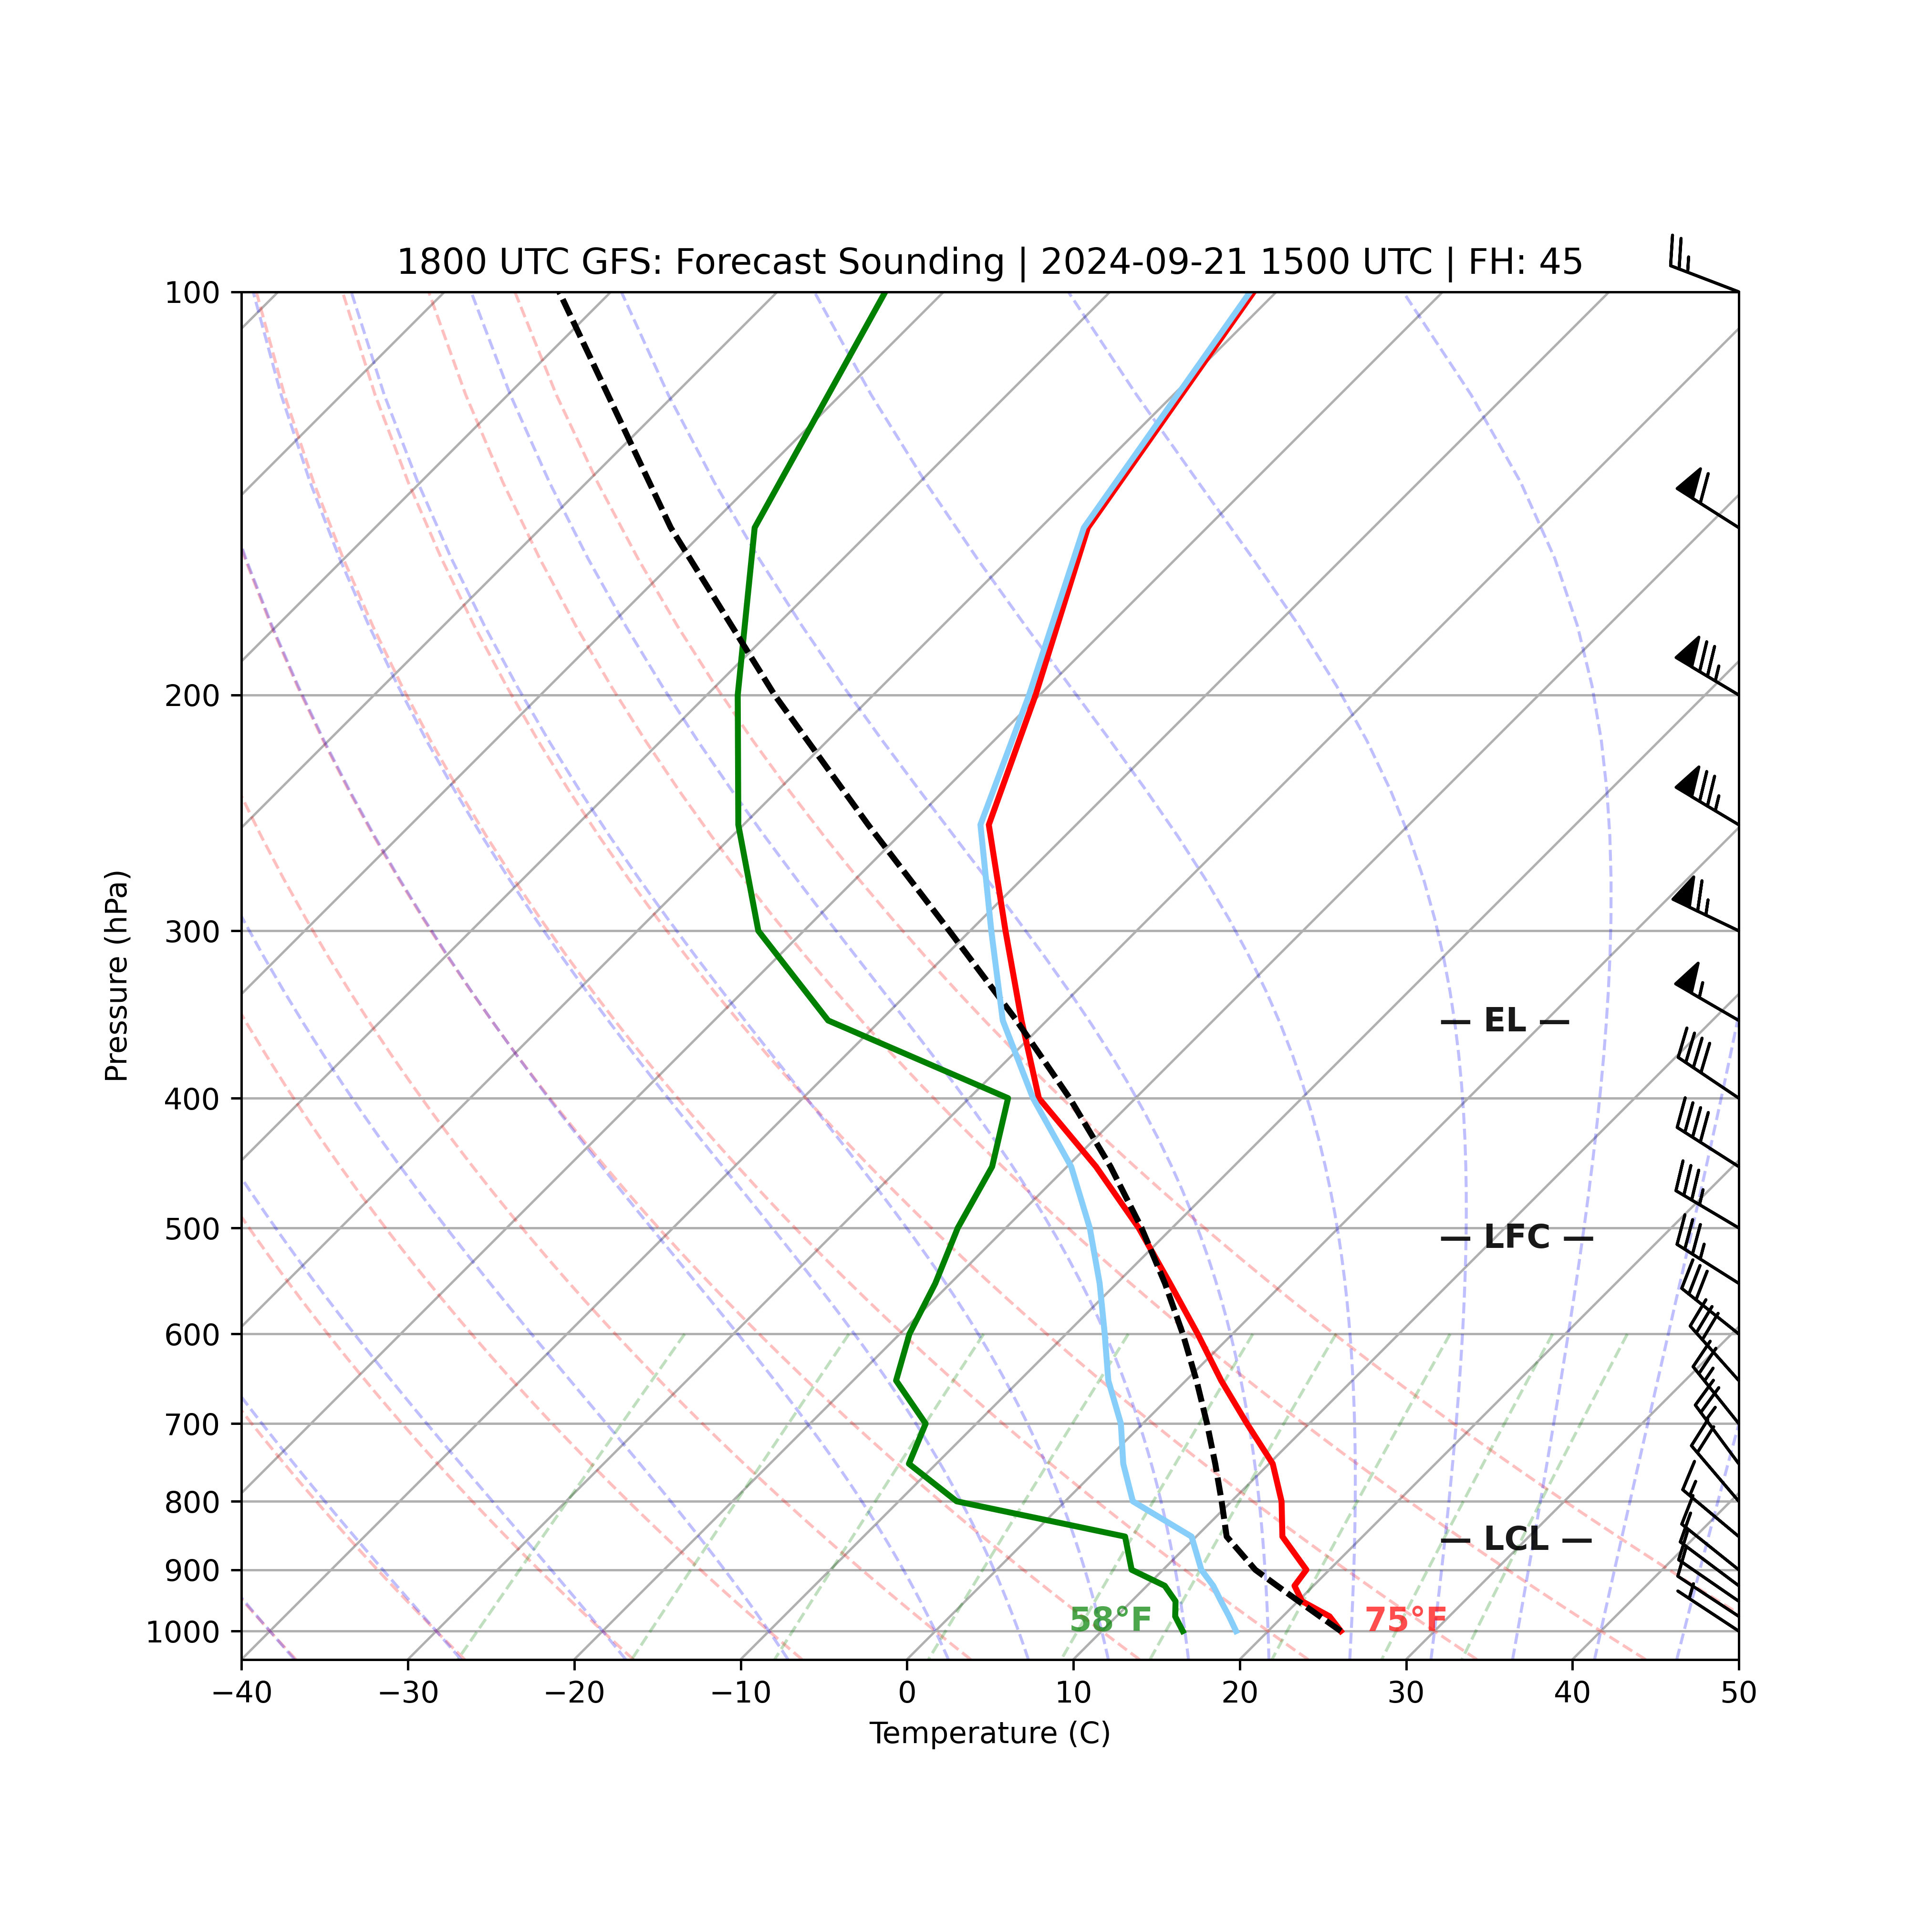 1800 UTC GFS: Forecast Sounding | 2024-09-21 1500 UTC | FH: 45
100
200
300
400
500
600
700
800
900
1000
Pressure (hPa)
— EL —
— LFC —
— LCL —
58°F
75°F
−40 −30 −20 −10 0 10 20 30 40 50
Temperature (C)